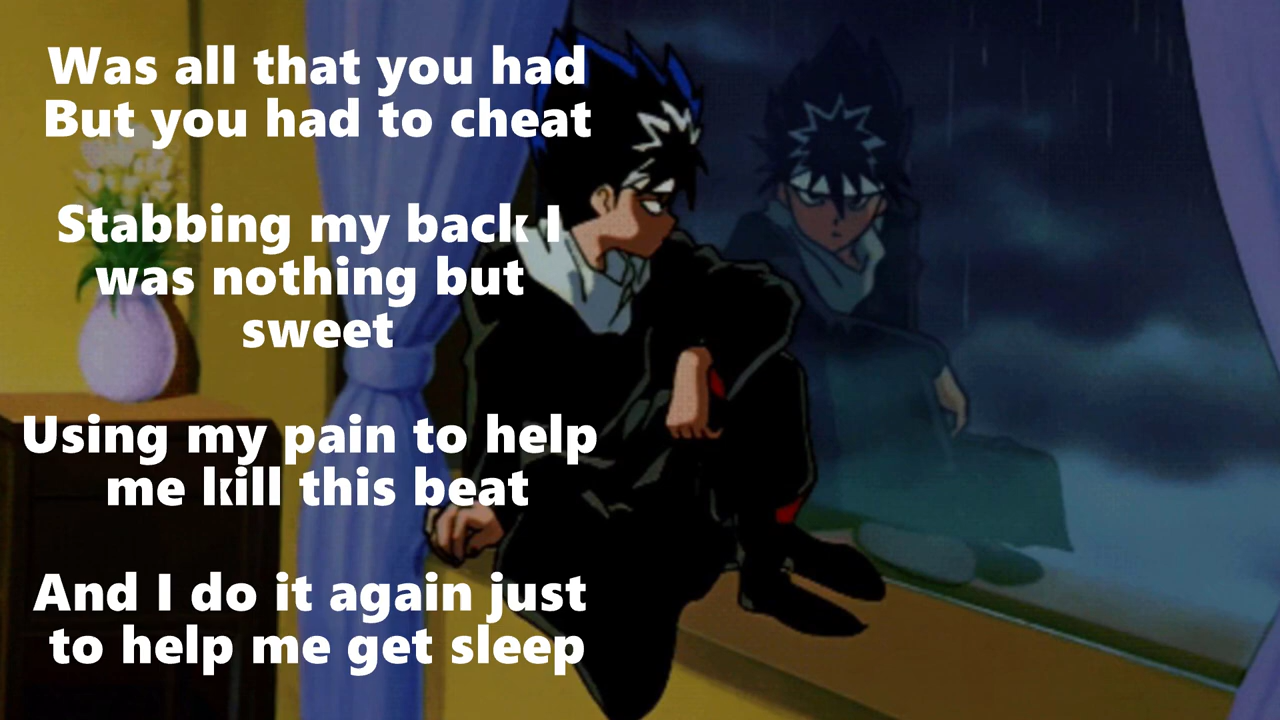 Was all that you had
But you had to cheat
Stabbing my back I
was nothing but
sweet
Using my pain to help
me kill this beat
And I do it again just
to help me get sleep